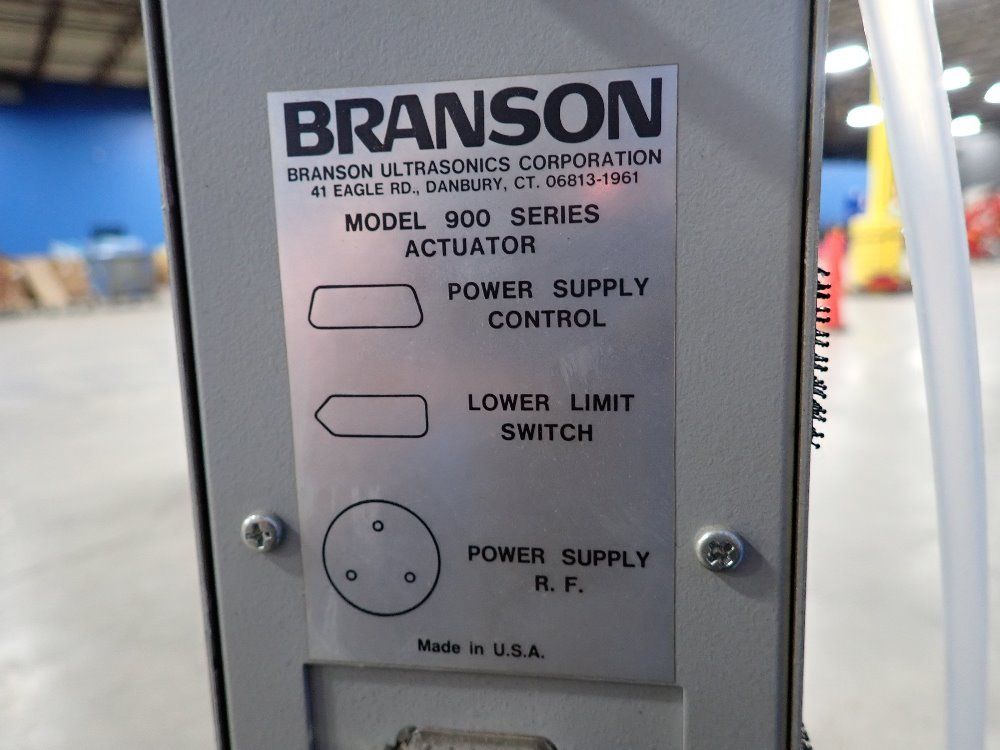 BRANSON
BRANSON ULTRASONICS CORPORATION
41 EAGLE RD., DANBURY, CT. 06813-1961
MODEL 900 SERIES
ACTUATOR
POWER SUPPLY
CONTROL
LOWER LIMIT
SWITCH
POWER SUPPLY
R. F.
Made in U.S.A.